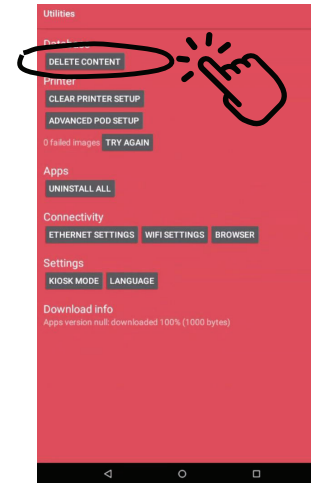 Utilities
Database
DELETE CONTENT
Printer
CLEAR PRINTER SETUP
ADVANCED POD SETUP
0 failed images TRY AGAIN
Apps
UNINSTALL ALL
Connectivity
ETHERNET SETTINGS WIFI SETTINGS BROWSER
Settings
KIOSK MODE LANGUAGE
Download info
Apps version null: downloaded 100% (1000 bytes)